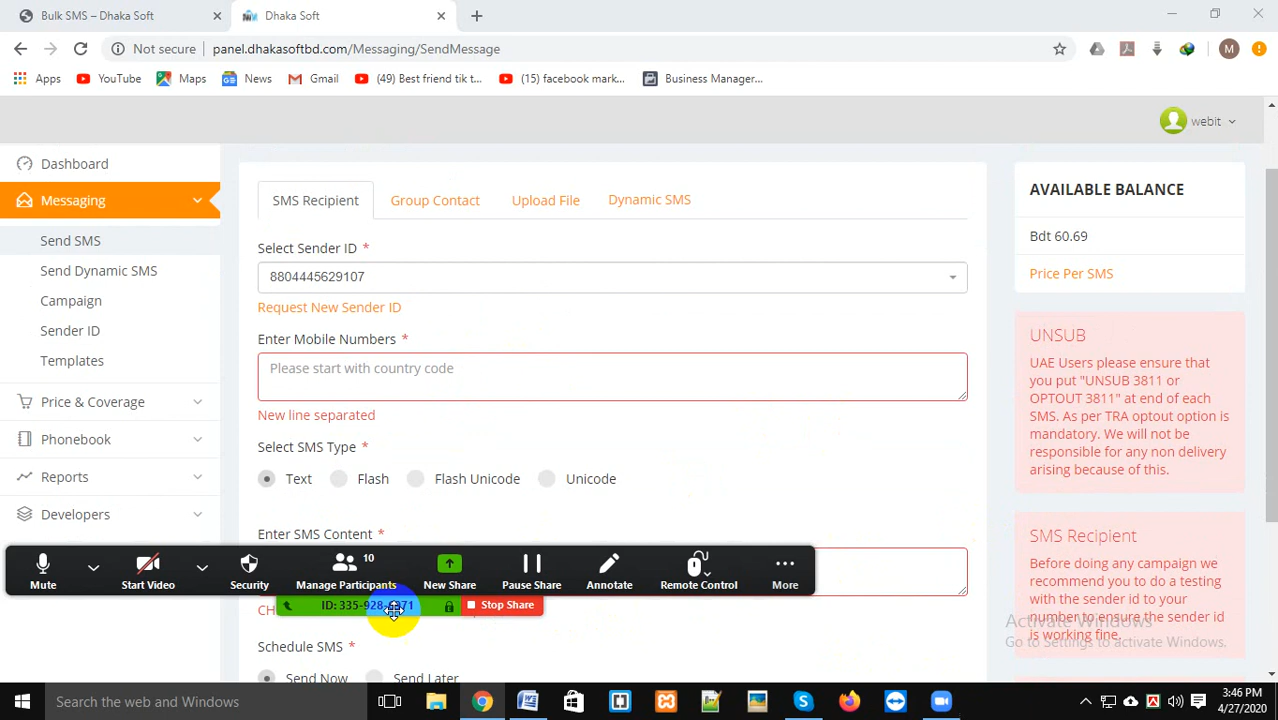 Bulk SMS – Dhaka Soft
Dhaka Soft
Not secure
panel.dhakasoftbd.com/Messaging/SendMessage
M
Apps
YouTube
Maps
News
Gmail
(49) Best friend tik t...
(15) facebook mark...
Business Manager...
webit
Dashboard
Messaging
Send SMS
Send Dynamic SMS
Campaign
Sender ID
Templates
Price & Coverage
Phonebook
Reports
Developers
SMS Recipient
Group Contact
Upload File
Dynamic SMS
Select Sender ID *
8804445629107
Request New Sender ID
Enter Mobile Numbers *
Please start with country code
New line separated
Select SMS Type *
Text
Flash
Flash Unicode
Unicode
Enter SMS Content *
Schedule SMS *
Send Now
Send Later
AVAILABLE BALANCE
Bdt 60.69
Price Per SMS
UNSUB
UAE Users please ensure that
you put "UNSUB 3811 or
OPTOUT 3811" at end of each
SMS. As per TRA optout option is
mandatory. We will not be
responsible for any non delivery
arising because of this.
SMS Recipient
Before doing any campaign we
recommend you to do a testing
with your sender id to your
number to ensure the sender id
is working fine.
Activate Windows
Go to Settings to activate Windows.
Mute
Start Video
Security
10
Manage Participants
New Share
Pause Share
Annotate
Remote Control
More
Stop Share
Search the web and Windows
3:46 PM
4/27/2020